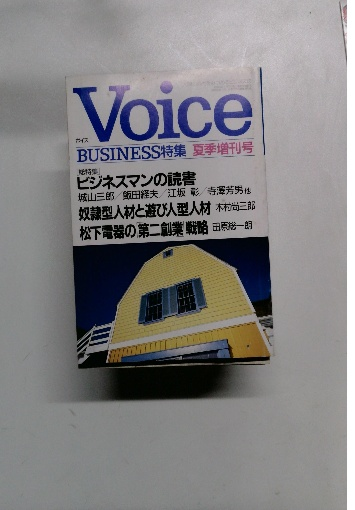 Voice
ボイス
BUSINESS特集 夏季増刊号
総特集
ビジネスマンの読書
城山三郎/飯田経夫/江坂 彰/寺澤芳男他
奴隷型人材と遊び人型人材 木村尚三郎
松下電器の「第二創業」戦略 田原総一朗